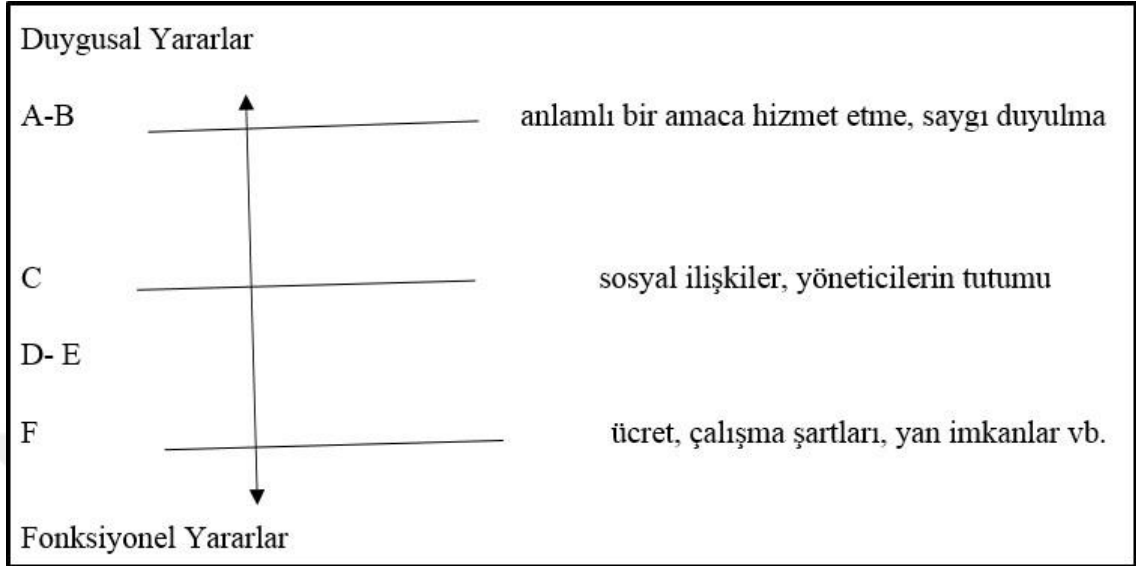 Duygusal Yararlar
A-B anlamlı bir amaca hizmet etme, saygı duyulma
C sosyal ilişkiler, yöneticilerin tutumu
D- E
F ücret, çalışma şartları, yan imkanlar vb.
Fonksiyonel Yararlar